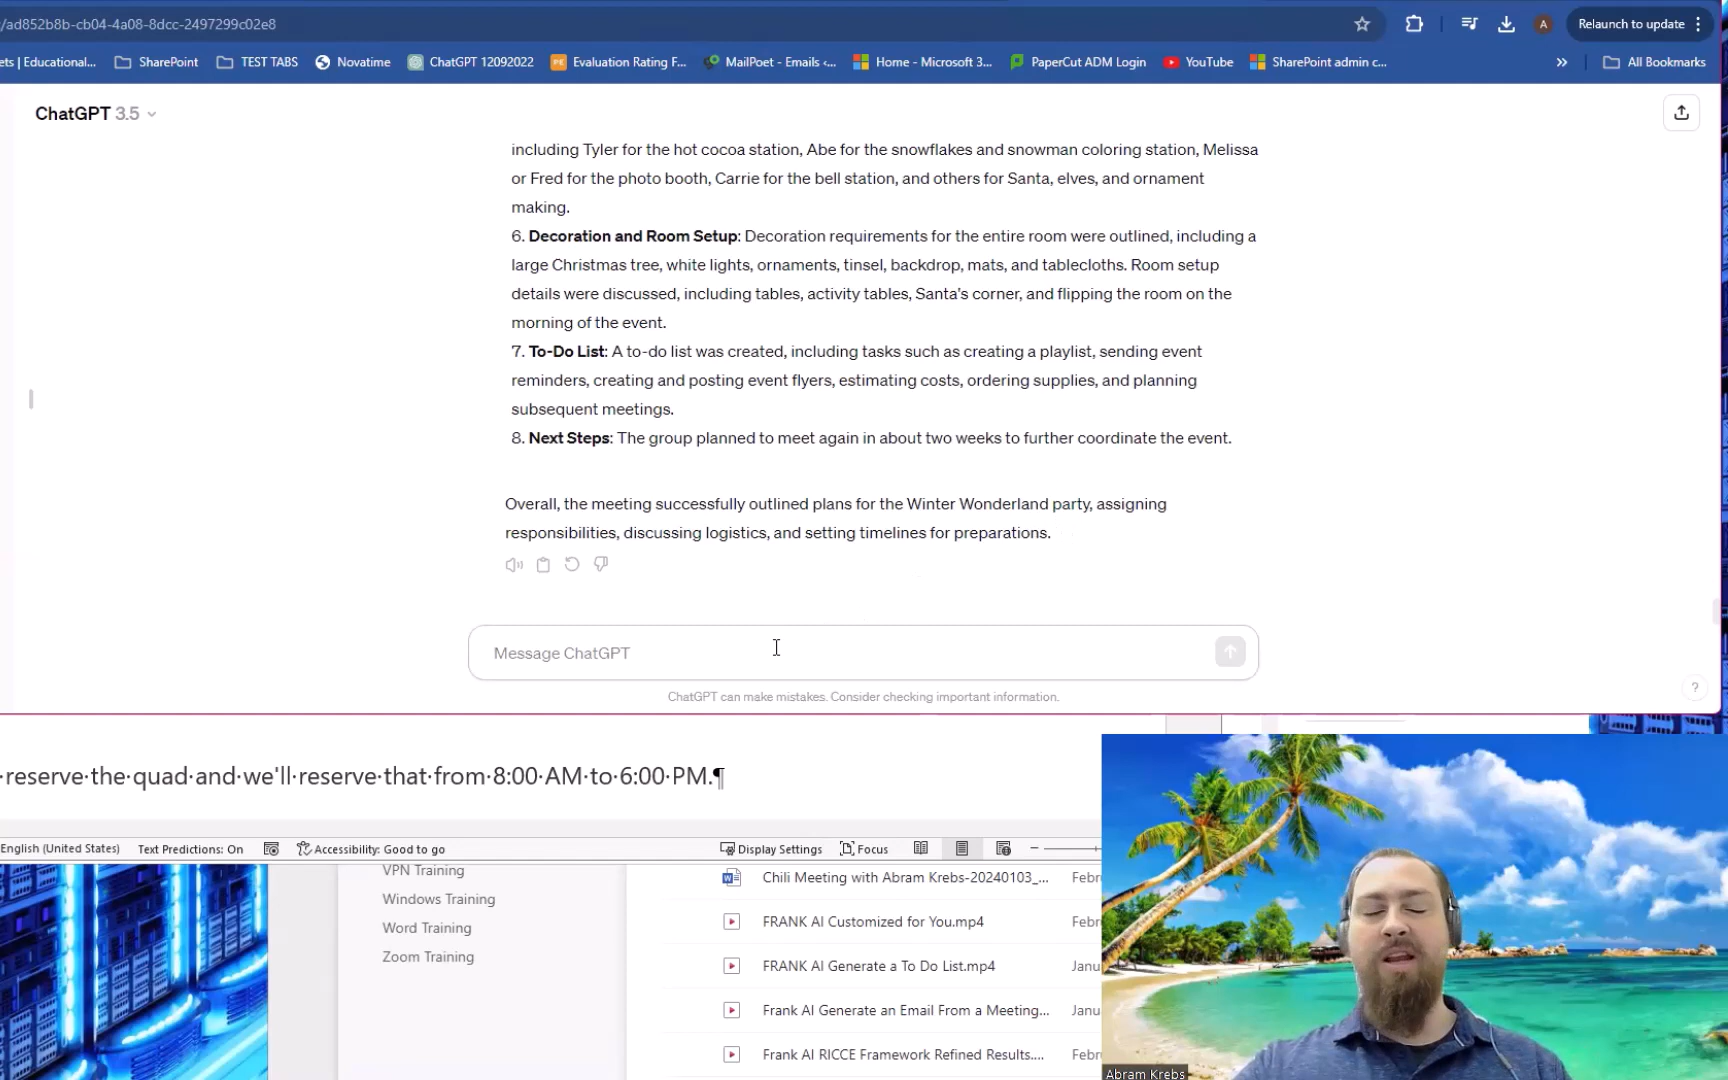 /ad852b8b-cb04-4a08-8dcc-2497299c02e8
Relaunch to update
ets | Educational...
SharePoint
TEST TABS
Novatime
ChatGPT 12092022
Evaluation Rating F...
MailPoet - Emails ‹...
Home - Microsoft 3...
PaperCut ADM Login
YouTube
SharePoint admin c...
All Bookmarks
ChatGPT 3.5
including Tyler for the hot cocoa station, Abe for the snowflakes and snowman coloring station, Melissa
or Fred for the photo booth, Carrie for the bell station, and others for Santa, elves, and ornament
making.
6. Decoration and Room Setup: Decoration requirements for the entire room were outlined, including a
large Christmas tree, white lights, ornaments, tinsel, backdrop, mats, and tablecloths. Room setup
details were discussed, including tables, activity tables, Santa's corner, and flipping the room on the
morning of the event.
7. To-Do List: A to-do list was created, including tasks such as creating a playlist, sending event
reminders, creating and posting event flyers, estimating costs, ordering supplies, and planning
subsequent meetings.
8. Next Steps: The group planned to meet again in about two weeks to further coordinate the event.
Overall, the meeting successfully outlined plans for the Winter Wonderland party, assigning
responsibilities, discussing logistics, and setting timelines for preparations.
Message ChatGPT
ChatGPT can make mistakes. Consider checking important information.
?
·reserve·the·quad·and·we'll·reserve·that·from·8:00·AM·to·6:00·PM.¶
English (United States)
Text Predictions: On
Accessibility: Good to go
Display Settings
Focus
VPN Training
Windows Training
Word Training
Zoom Training
Chili Meeting with Abram Krebs-20240103_...
Febru
FRANK AI Customized for You.mp4
Febru
FRANK AI Generate a To Do List.mp4
Janu
Frank AI Generate an Email From a Meeting...
Janu
Frank AI RICCE Framework Refined Results....
Febru
Abram Krebs